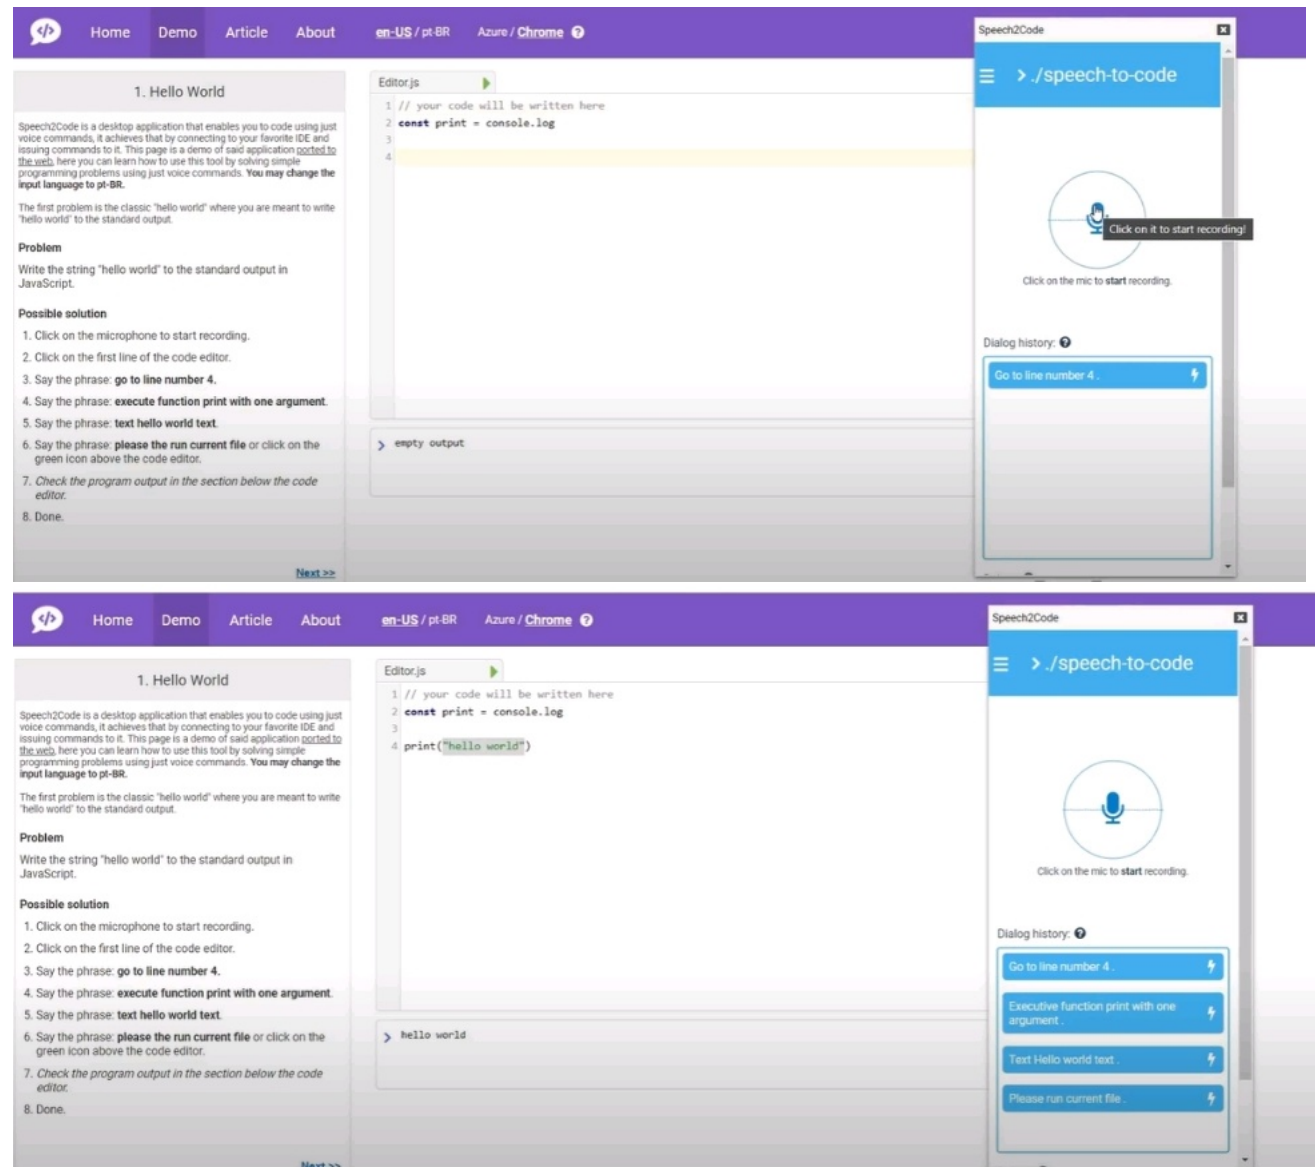 Home Demo Article About en-US / pt-BR Azure / Chrome ?
Speech2Code
> ./speech-to-code
1. Hello World
Speech2Code is a desktop application that enables you to code using just
voice commands, it achieves that by connecting to your favorite IDE and
issuing commands to it. This page is a demo of said application ported to
the web, here you can learn how to use this tool by solving simple
programming problems using just voice commands. You may change the
input language to pt-BR.
The first problem is the classic "hello world" where you are meant to write
"hello world" to the standard output.
Problem
Write the string "hello world" to the standard output in
JavaScript.
Possible solution
1. Click on the microphone to start recording.
2. Click on the first line of the code editor.
3. Say the phrase: go to line number 4.
4. Say the phrase: execute function print with one argument.
5. Say the phrase: text hello world text.
6. Say the phrase: please the run current file or click on the
green icon above the code editor.
7. Check the program output in the section below the code
editor.
8. Done.
Next >>
Editor.js
1 // your code will be written here
2 const print = console.log
3
4
> empty output
Click on it to start recording!
Click on the mic to start recording.
Dialog history: ?
Go to line number 4 .
Home Demo Article About en-US / pt-BR Azure / Chrome ?
Speech2Code
> ./speech-to-code
1. Hello World
Speech2Code is a desktop application that enables you to code using just
voice commands, it achieves that by connecting to your favorite IDE and
issuing commands to it. This page is a demo of said application ported to
the web, here you can learn how to use this tool by solving simple
programming problems using just voice commands. You may change the
input language to pt-BR.
The first problem is the classic "hello world" where you are meant to write
"hello world" to the standard output.
Problem
Write the string "hello world" to the standard output in
JavaScript.
Possible solution
1. Click on the microphone to start recording.
2. Click on the first line of the code editor.
3. Say the phrase: go to line number 4.
4. Say the phrase: execute function print with one argument.
5. Say the phrase: text hello world text.
6. Say the phrase: please the run current file or click on the
green icon above the code editor.
7. Check the program output in the section below the code
editor.
8. Done.
Next >>
Editor.js
1 // your code will be written here
2 const print = console.log
3
4 print("hello world")
> hello world
Click on the mic to start recording.
Dialog history: ?
Go to line number 4 .
Executive function print with one
argument .
Text Hello world text .
Please run current file .